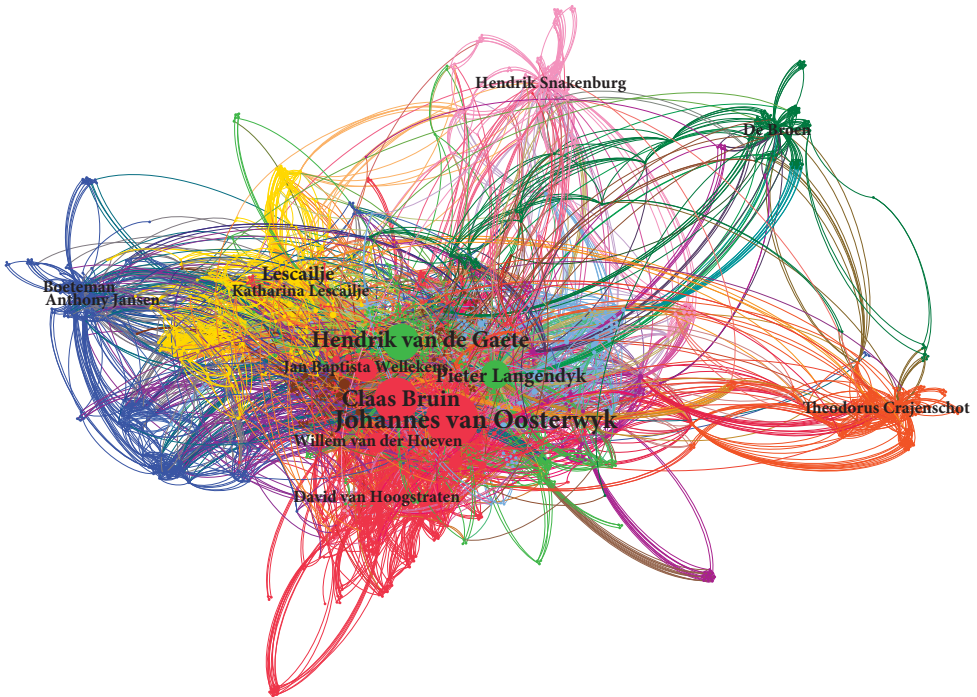 Hendrik Snakenburg
De Broen
Lescailje
Boeteman
Katharina Lescailje
Anthony Jansen
Hendrik van de Gaete
Jan Baptista Wellekens
Pieter Langendyk
Claas Bruin
Theodorus Crajenschot
Johannes van Oosterwyk
Willem van der Hoeven
David van Hoogstraten